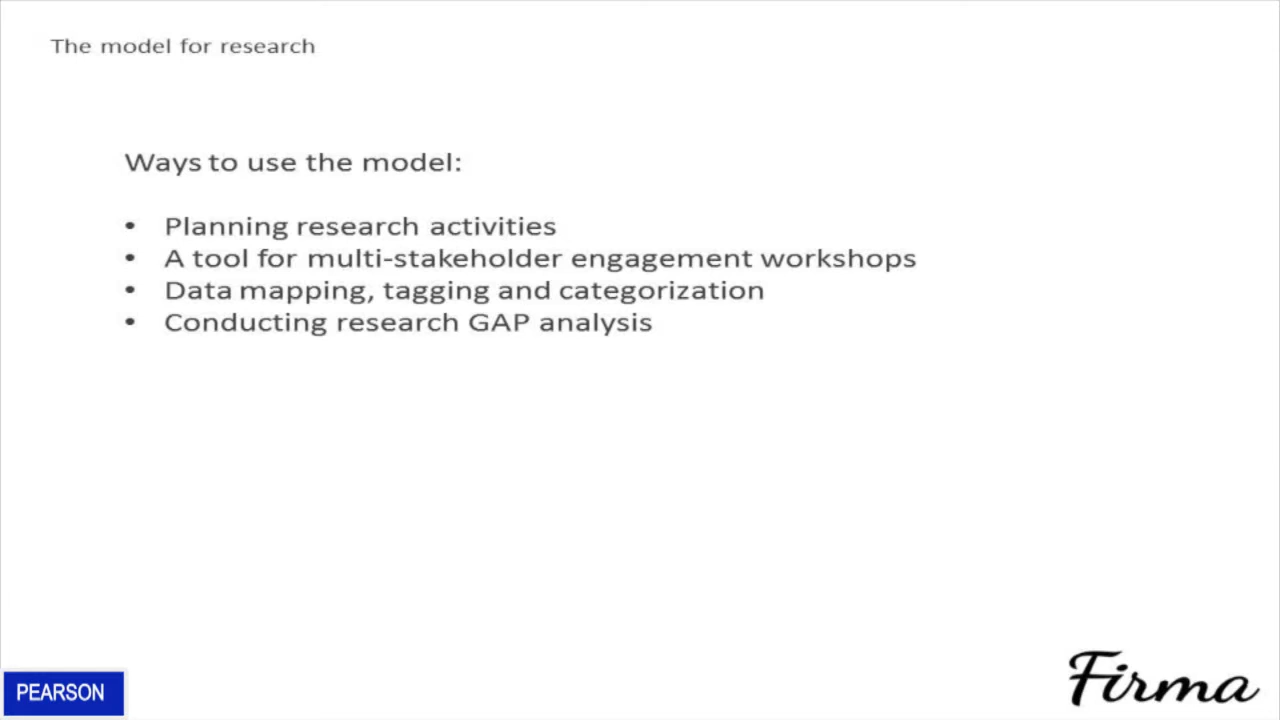 The model for research
Ways to use the model:
• Planning research activities
• A tool for multi-stakeholder engagement workshops
• Data mapping, tagging and categorization
• Conducting research GAP analysis
PEARSON
Firma